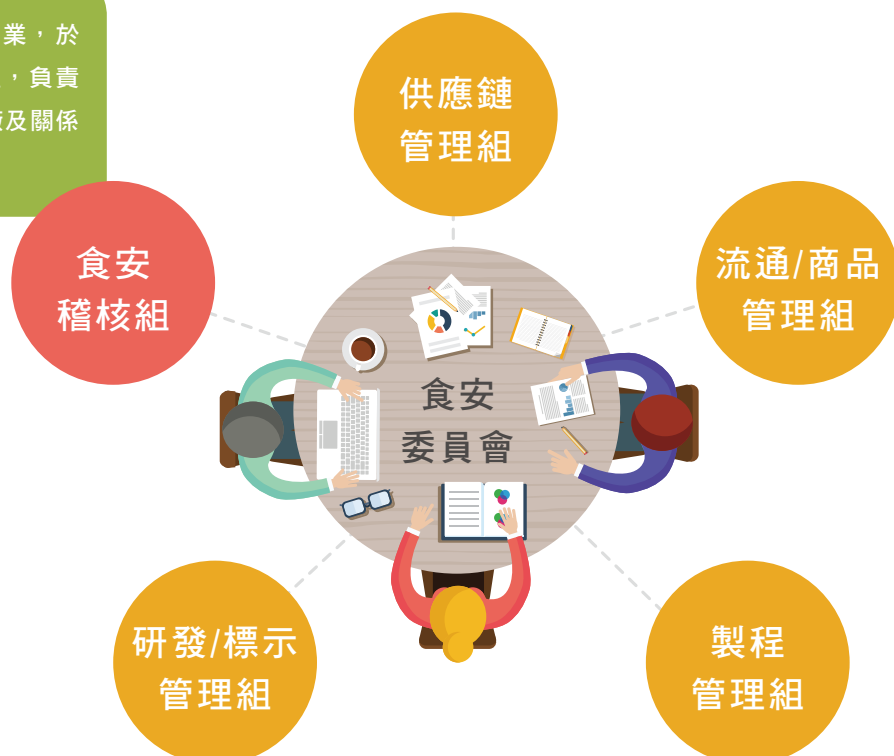 業，於
，負責
及關係
供應鏈
管理組
食安
稽核組
流通/商品
管理組
食安
委員會
研發/標示
管理組
製程
管理組